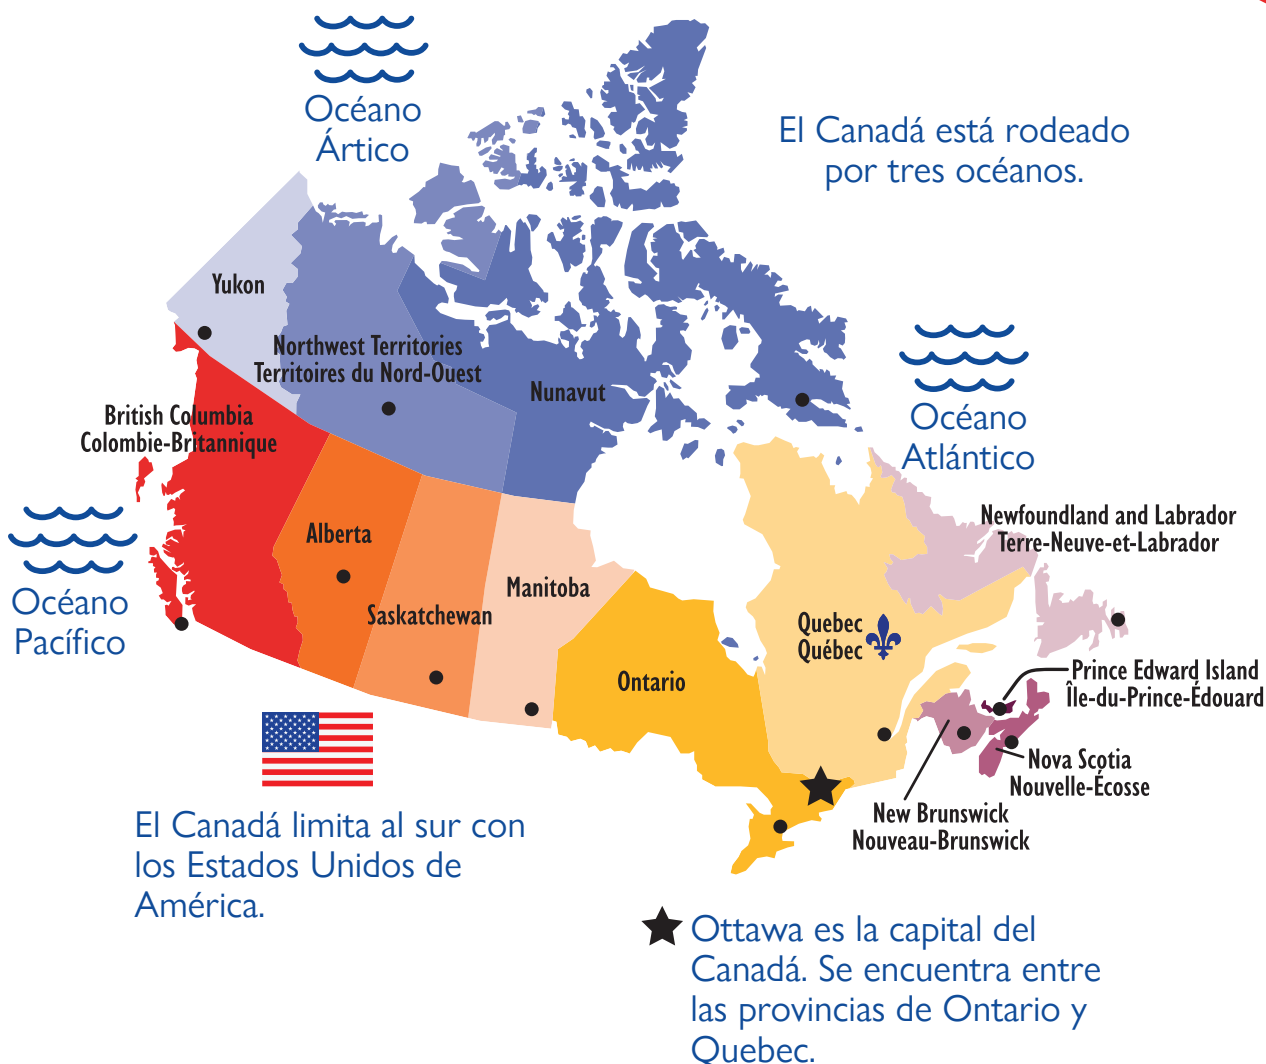 Océano
Ártico
El Canadá está rodeado
por tres océanos.
Yukon
Northwest Territories
Territoires du Nord-Ouest
Nunavut
British Columbia
Colombie-Britannique
Océano
Atlántico
Alberta
Saskatchewan
Manitoba
Newfoundland and Labrador
Terre-Neuve-et-Labrador
Océano
Pacífico
Ontario
Quebec
Québec
Prince Edward Island
Île-du-Prince-Édouard
Nova Scotia
Nouvelle-Écosse
New Brunswick
Nouveau-Brunswick
El Canadá limita al sur con
los Estados Unidos de
América.
Ottawa es la capital del
Canadá. Se encuentra entre
las provincias de Ontario y
Quebec.